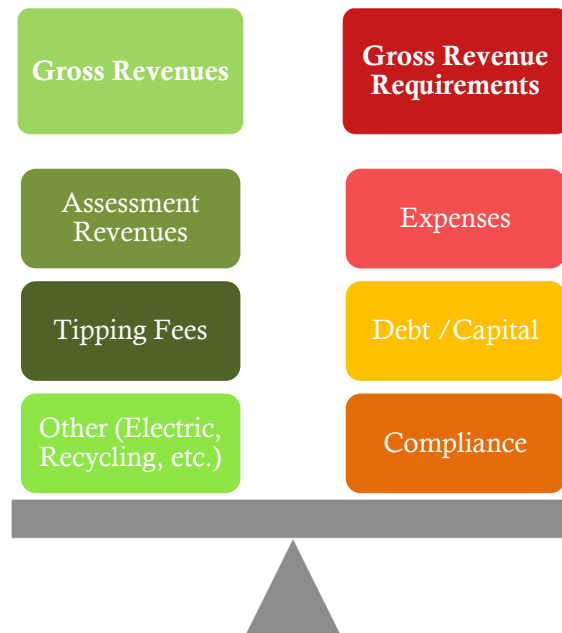 Gross Revenues
Gross Revenue
Requirements
Assessment
Revenues
Expenses
Tipping Fees
Debt /Capital
Other (Electric,
Recycling, etc.)
Compliance